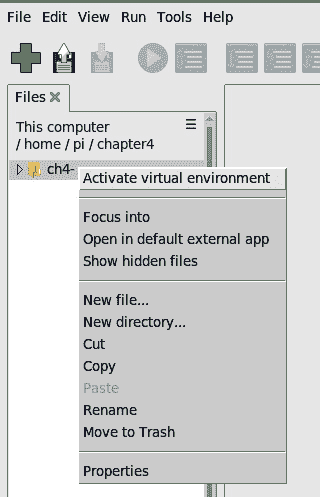 File Edit View Run Tools Help
Files
This computer
/ home / pi / chapter4
ch4-
Activate virtual environment
Focus into
Open in default external app
Show hidden files
New file...
New directory...
Cut
Copy
Paste
Rename
Move to Trash
Properties